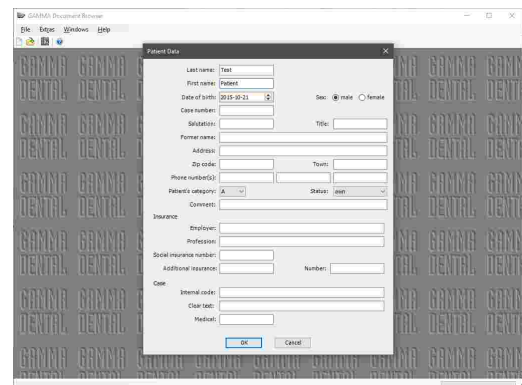 GAMMA Document Browser
File Extras Windows Help
Patient Data
Last name: Test
First name: Patient
Date of birth: 2015-10-21 Sex: male female
Case number:
Salutation: Title:
Former name:
Address:
Zip code: Town:
Phone number(s):
Patient's category: A Status: own
Comment:
Insurance
Employer:
Profession:
Social insurance number:
Additional insurance: Number:
Case
Internal code:
Clear text:
Medical:
OK Cancel
GAMMA
DENTAL